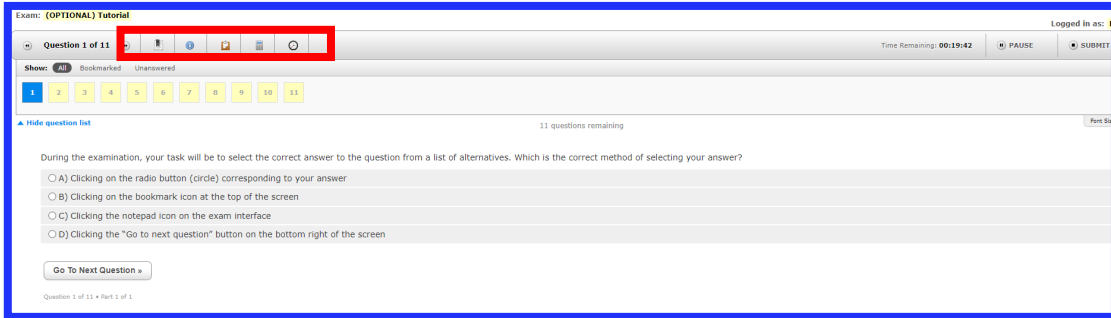 Exam: (OPTIONAL) Tutorial
Logged in as:
Question 1 of 11
Time Remaining: 00:19:42
PAUSE
SUBMIT
Show: All Bookmarked Unanswered
1 2 3 4 5 6 7 8 9 10 11
Hide question list
11 questions remaining
Font
During the examination, your task will be to select the correct answer to the question from a list of alternatives. Which is the correct method of selecting your answer?
A) Clicking on the radio button (circle) corresponding to your answer
B) Clicking on the bookmark icon at the top of the screen
C) Clicking the notepad icon on the exam interface
D) Clicking the “Go to next question” button on the bottom right of the screen
Go To Next Question »
Question 1 of 11 • Part 1 of 1